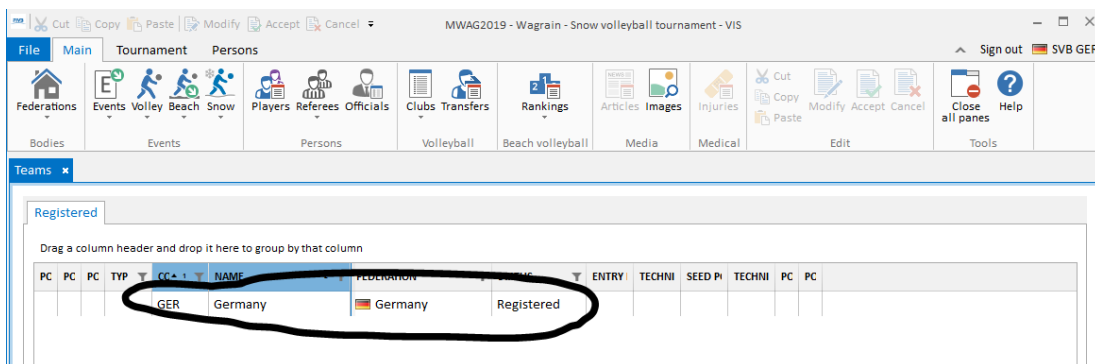 Cut Copy Paste Modify Accept Cancel MWAG2019 - Wagrain - Snow volleyball tournament - VIS
File Main Tournament Persons Sign out SVB GER
Federations Events Volley Beach Snow Players Referees Officials Clubs Transfers Rankings Articles Images Injuries Cut Copy Paste Modify Accept Cancel Close all panes Help
Bodies Events Persons Volleyball Beach volleyball Media Medical Edit Tools
Teams
Registered
Drag a column header and drop it here to group by that column
PC PC PC TYP 1 NAME ENTRY TECHNI SEED TECHNI PC PC
GER Germany Germany Registered